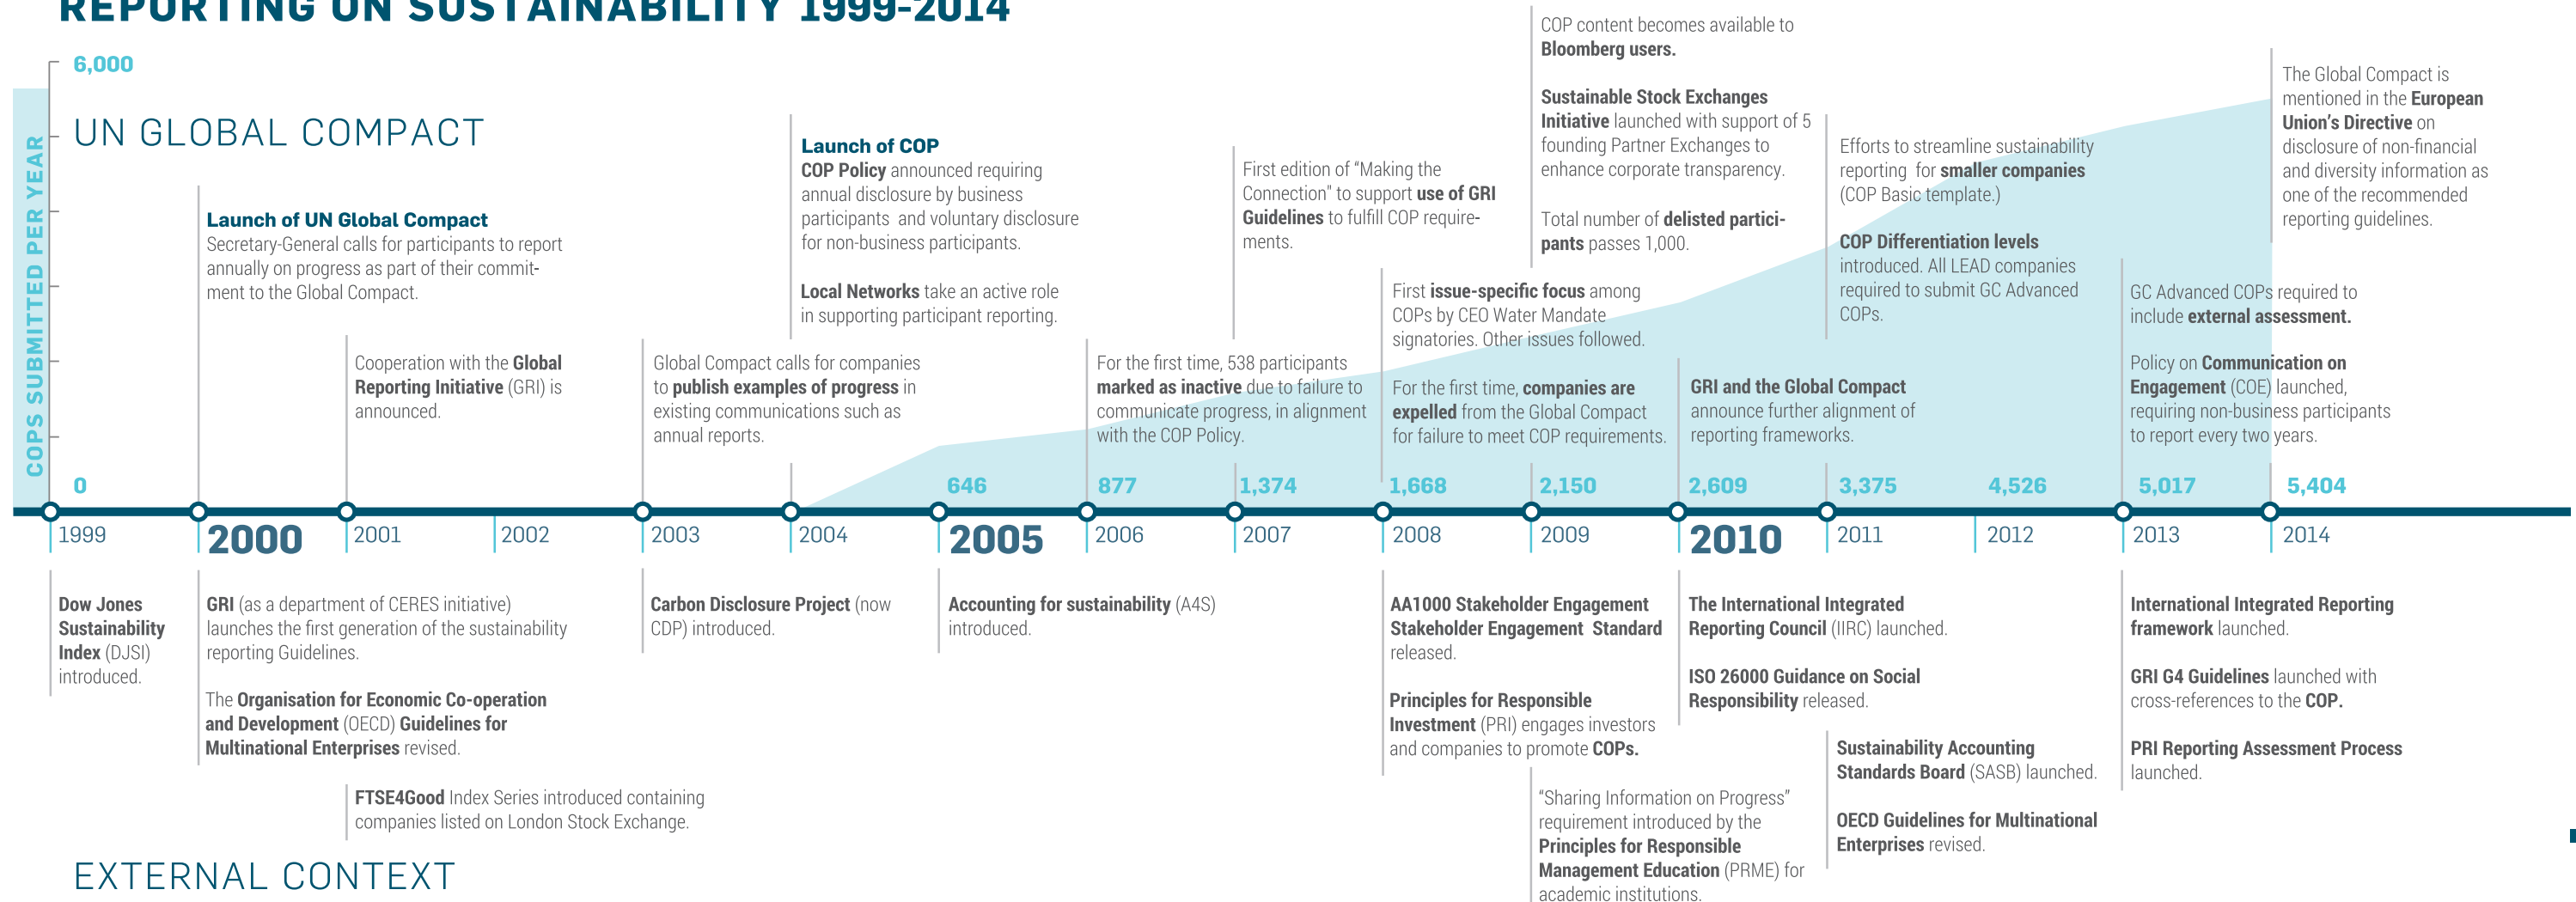 REPORTING ON SUSTAINABILITY 1999-2014
6,000
UN GLOBAL COMPACT
COPS SUBMITTED PER YEAR
Launch of UN Global Compact
Secretary-General calls for participants to report
annually on progress as part of their commit-
ment to the Global Compact.
Cooperation with the Global
Reporting Initiative (GRI) is
announced.
Global Compact calls for companies
to publish examples of progress in
existing communications such as
annual reports.
Launch of COP
COP Policy announced requiring
annual disclosure by business
participants and voluntary disclosure
for non-business participants.
Local Networks take an active role
in supporting participant reporting.
For the first time, 538 participants
marked as inactive due to failure to
communicate progress, in alignment
with the COP Policy.
First edition of “Making the
Connection" to support use of GRI
Guidelines to fulfill COP require-
ments.
First issue-specific focus among
COPs by CEO Water Mandate
signatories. Other issues followed.
For the first time, companies are
expelled from the Global Compact
for failure to meet COP requirements.
COP content becomes available to
Bloomberg users.
Sustainable Stock Exchanges
Initiative launched with support of 5
founding Partner Exchanges to
enhance corporate transparency.
Total number of delisted partici-
pants passes 1,000.
GRI and the Global Compact
announce further alignment of
reporting frameworks.
Efforts to streamline sustainability
reporting for smaller companies
(COP Basic template.)
COP Differentiation levels
introduced. All LEAD companies
required to submit GC Advanced
COPs.
GC Advanced COPs required to
include external assessment.
Policy on Communication on
Engagement (COE) launched,
requiring non-business participants
to report every two years.
The Global Compact is
mentioned in the European
Union’s Directive on
disclosure of non-financial
and diversity information as
one of the recommended
reporting guidelines.
0 646 877 1,374 1,668 2,150 2,609 3,375 4,526 5,017 5,404
1999 2000 2001 2002 2003 2004 2005 2006 2007 2008 2009 2010 2011 2012 2013 2014
Dow Jones
Sustainability
Index (DJSI)
introduced.
GRI (as a department of CERES initiative)
launches the first generation of the sustainability
reporting Guidelines.
The Organisation for Economic Co-operation
and Development (OECD) Guidelines for
Multinational Enterprises revised.
FTSE4Good Index Series introduced containing
companies listed on London Stock Exchange.
Carbon Disclosure Project (now
CDP) introduced.
Accounting for sustainability (A4S)
introduced.
AA1000 Stakeholder Engagement
Stakeholder Engagement Standard
released.
Principles for Responsible
Investment (PRI) engages investors
and companies to promote COPs.
“Sharing Information on Progress”
requirement introduced by the
Principles for Responsible
Management Education (PRME) for
academic institutions.
The International Integrated
Reporting Council (IIRC) launched.
ISO 26000 Guidance on Social
Responsibility released.
Sustainability Accounting
Standards Board (SASB) launched.
OECD Guidelines for Multinational
Enterprises revised.
International Integrated Reporting
framework launched.
GRI G4 Guidelines launched with
cross-references to the COP.
PRI Reporting Assessment Process
launched.
EXTERNAL CONTEXT